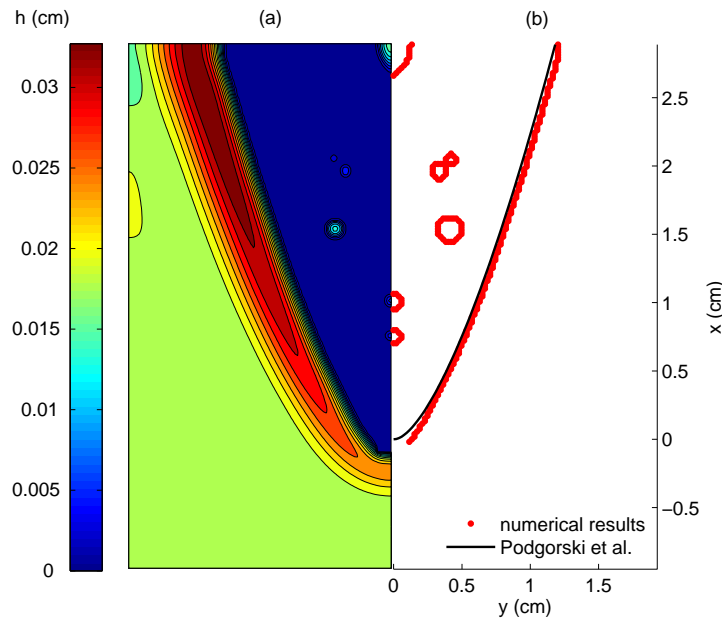 h (cm)
(a)
(b)
0.03
0.025
0.02
0.015
0.01
0.005
0
2.5
2
1.5
1
0.5
0
−0.5
x (cm)
numerical results
Podgorski et al.
0
0.5
1
1.5
y (cm)